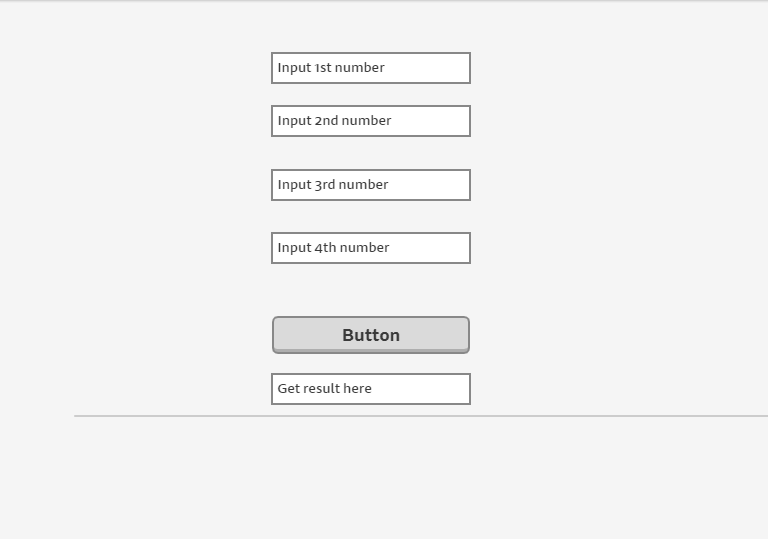 Input 1st number
Input 2nd number
Input 3rd number
Input 4th number
Button
Get result here